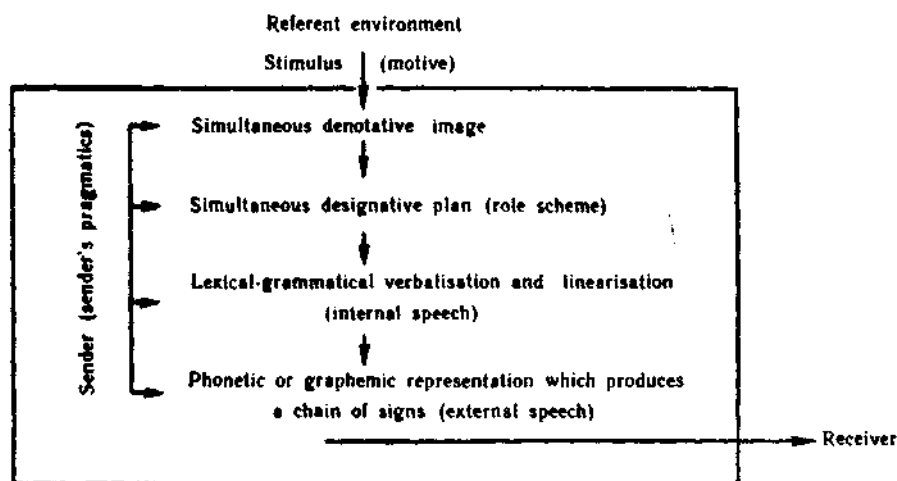 Referent environment
Stimulus (motive)
Sender (sender's pragmatics)
Simultaneous denotative image
Simultaneous designative plan (role scheme)
Lexical-grammatical verbalisation and linearisation
(internal speech)
Phonetic or graphemic representation which produces
a chain of signs (external speech)
Receiver